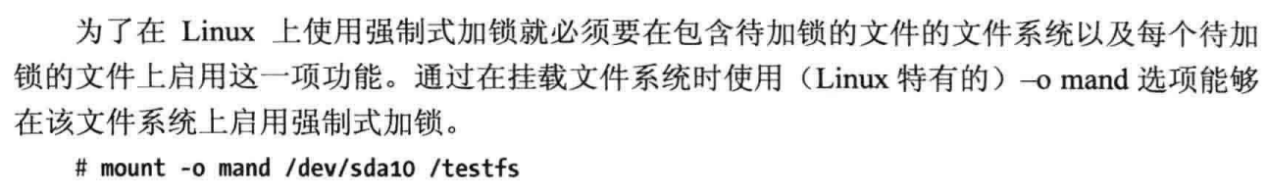 为了在 Linux 上使用强制式加锁就必须要在包含待加锁的文件的文件系统以及每个待加
锁的文件上启用这一项功能。通过在挂载文件系统时使用（Linux 特有的）–o mand 选项能够
在该文件系统上启用强制式加锁。
# mount -o mand /dev/sda10 /testfs